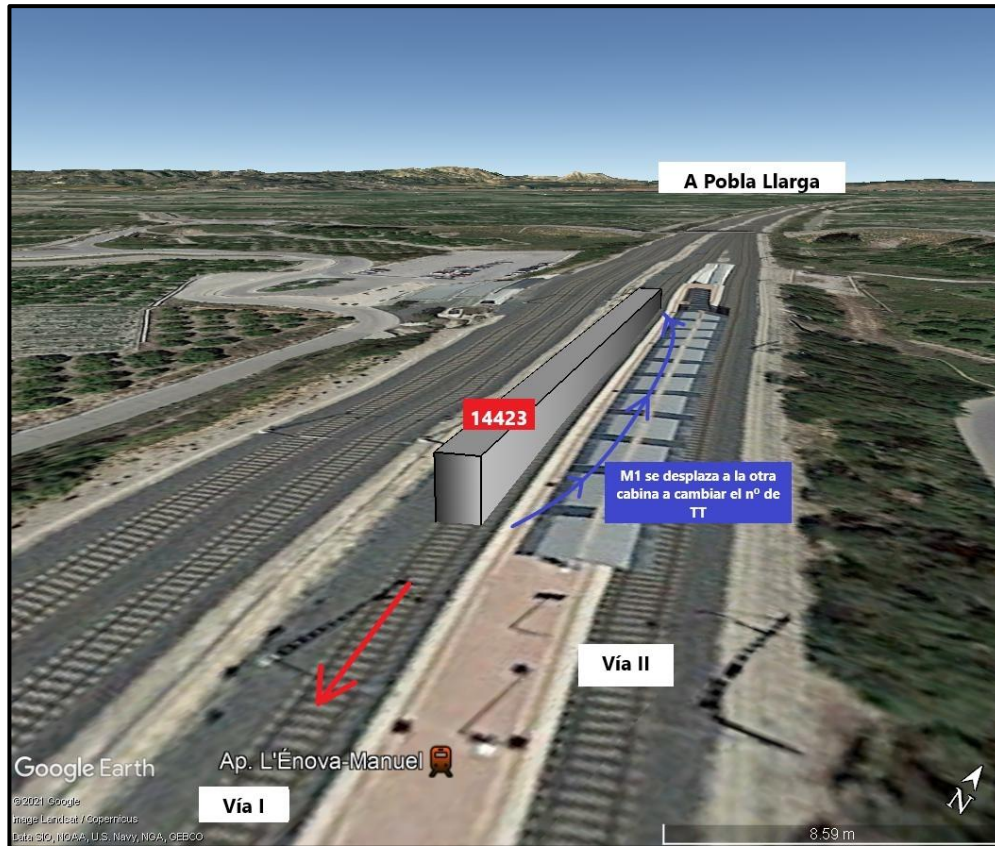 A Pobla Llarga
14423
M1 se desplaza a la otra
cabina a cambiar el nº de
TT
Vía II
Ap. L'Énova-Manuel
Google Earth
Vía I
©2021 Google
Image Landsat / Copernicus
Data SIO, NOAA, U.S. Navy, NGA, GEBCO
N
8.59 m